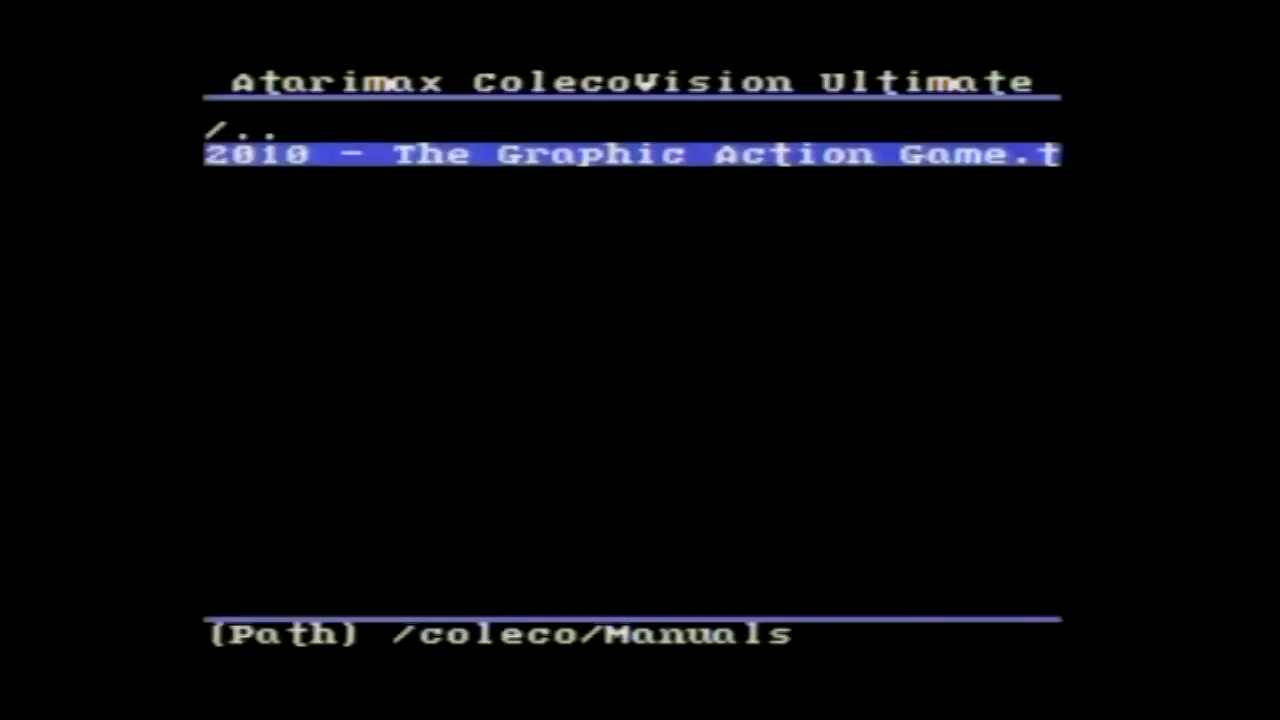 Atarimax ColecoVision Ultimate
/..
2010 - The Graphic Action Game.t
(Path) /coleco/Manuals